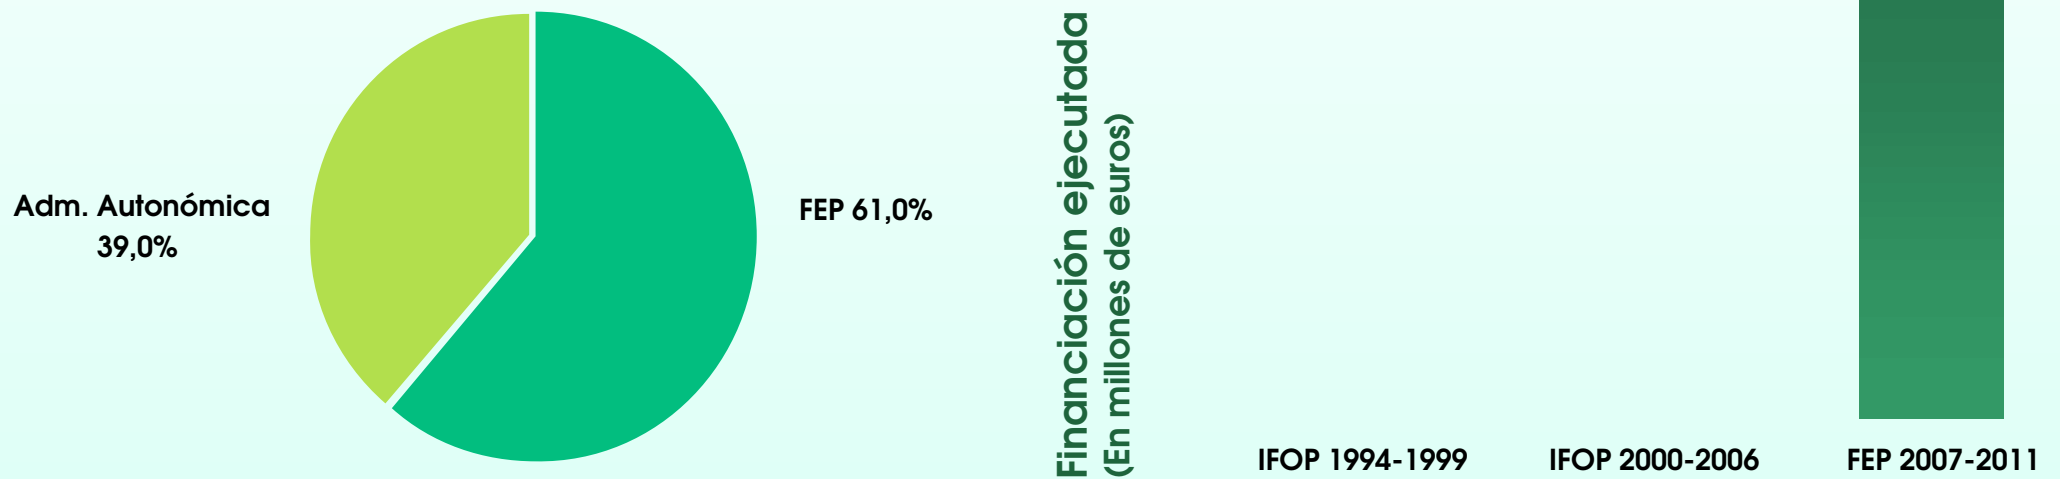 Adm. Autonómica
39,0%
FEP 61,0%
Financiación ejecutada
(En millones de euros)
IFOP 1994-1999
IFOP 2000-2006
FEP 2007-2011